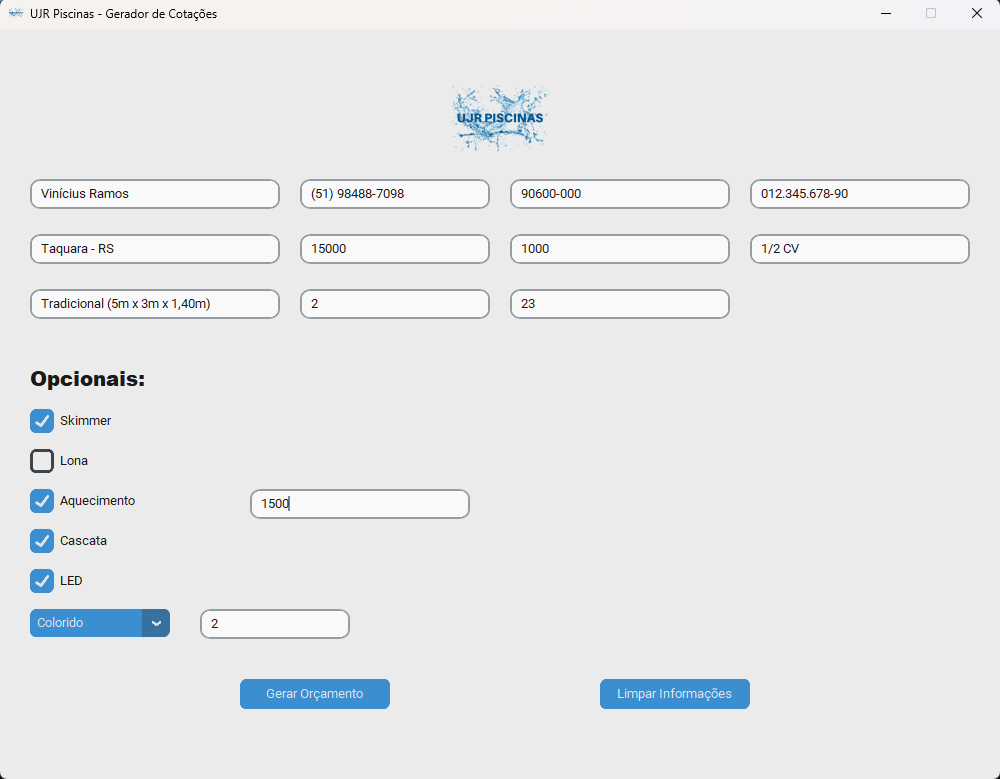 UJR Piscinas - Gerador de Cotações
UJR PISCINAS
Vinícius Ramos (51) 98488-7098 90600-000 012.345.678-90
Taquara - RS 15000 1000 1/2 CV
Tradicional (5m x 3m x 1,40m) 2 23
Opcionais:
Skimmer
Lona
Aquecimento 1500
Cascata
LED
Colorido 2
Gerar Orçamento Limpar Informações